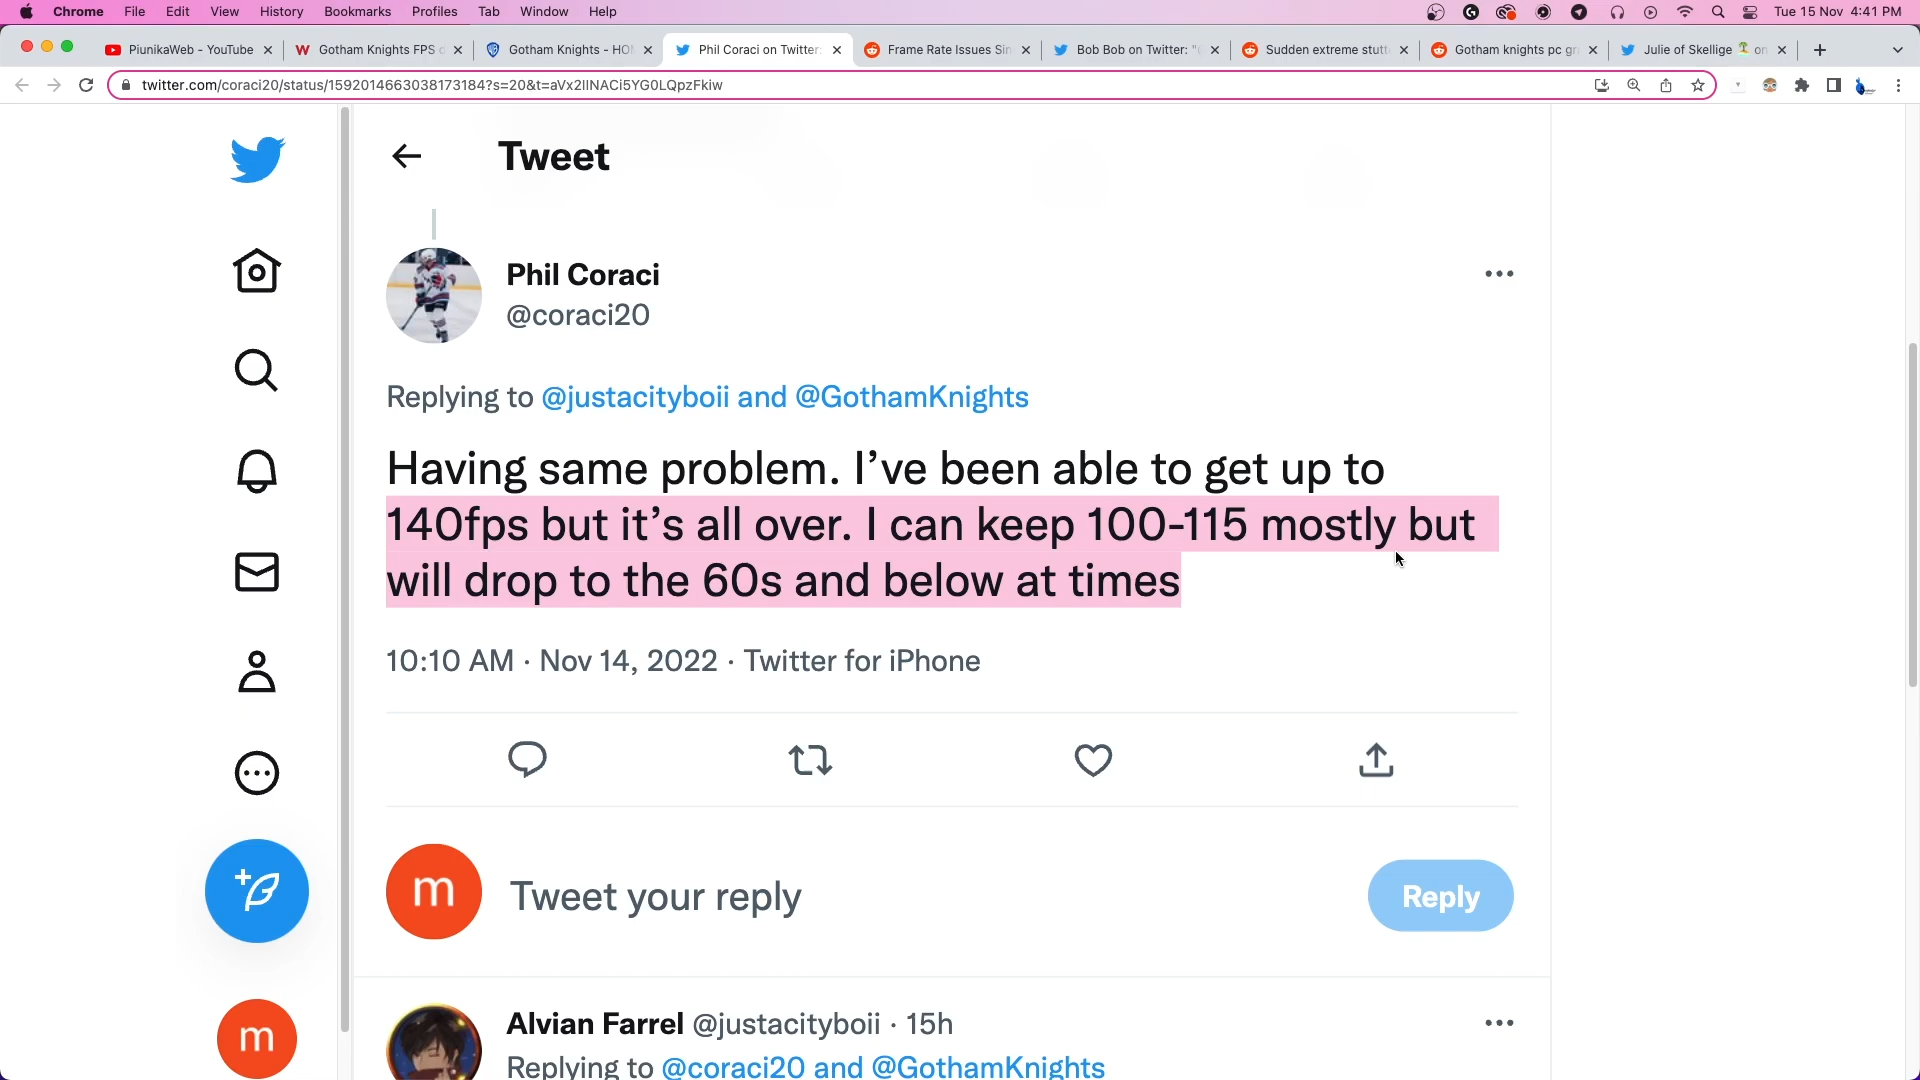 Chrome File Edit View History Bookmarks Profiles Tab Window Help Tue 15 Nov 4:41 PM
PiunikaWeb - YouTube W Gotham Knights FPS d Gotham Knights - HOM Phil Coraci on Twitter: Frame Rate Issues Sin Bob Bob on Twitter: "@ Sudden extreme stutt Gotham knights pc gr Julie of Skellige 🏝️ on
twitter.com/coraci20/status/1592014663038173184?s=20&t=aVx2lINACi5YG0LQpzFkiw
Tweet
Phil Coraci
@coraci20
Replying to @justacityboii and @GothamKnights
Having same problem. I’ve been able to get up to
140fps but it’s all over. I can keep 100-115 mostly but
will drop to the 60s and below at times
10:10 AM · Nov 14, 2022 · Twitter for iPhone
m Tweet your reply Reply
Alvian Farrel @justacityboii · 15h
m
Replying to @coraci20 and @GothamKnights